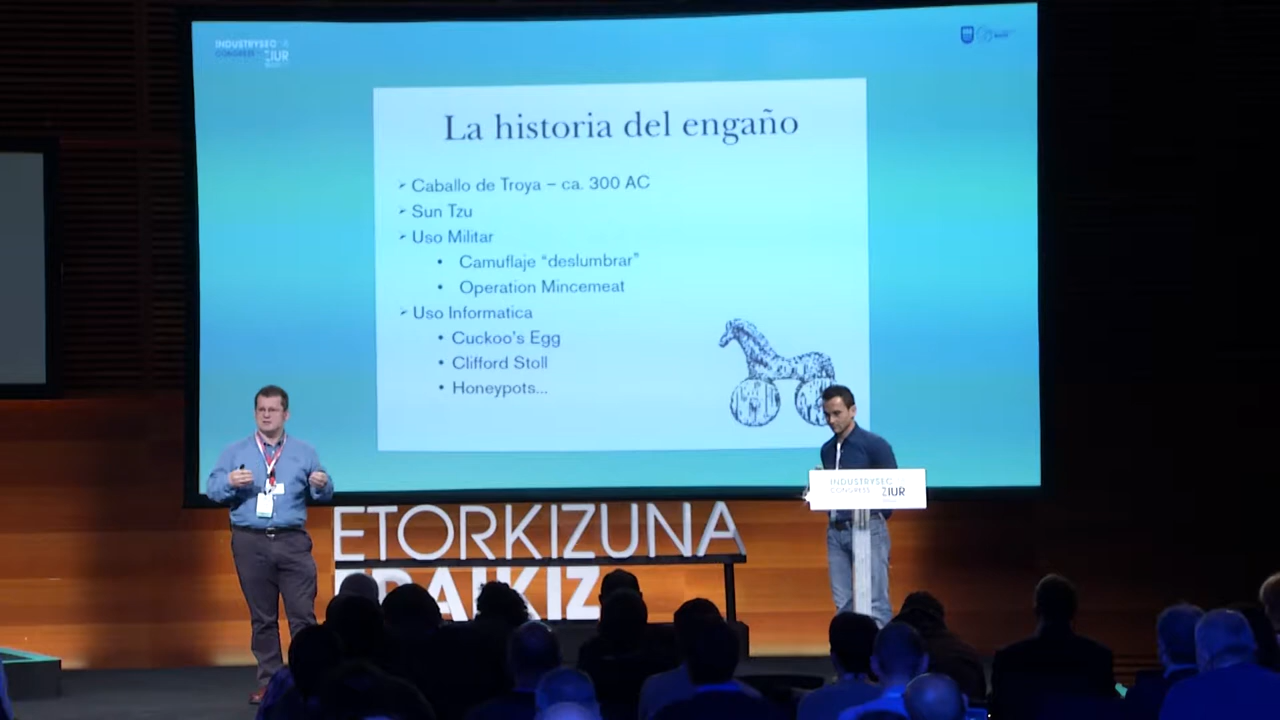 INDUSTRYSEC
CONGRESS
ZIUR
La historia del engaño
➢ Caballo de Troya – ca. 300 AC
➢ Sun Tzu
➢ Uso Militar
• Camuflaje “deslumbrar”
• Operation Mincemeat
➢ Uso Informatica
• Cuckoo’s Egg
• Clifford Stoll
• Honeypots...
INDUSTRYSEC
CONGRESS
ZIUR
ETORKIZUNA
ERAIKIZ